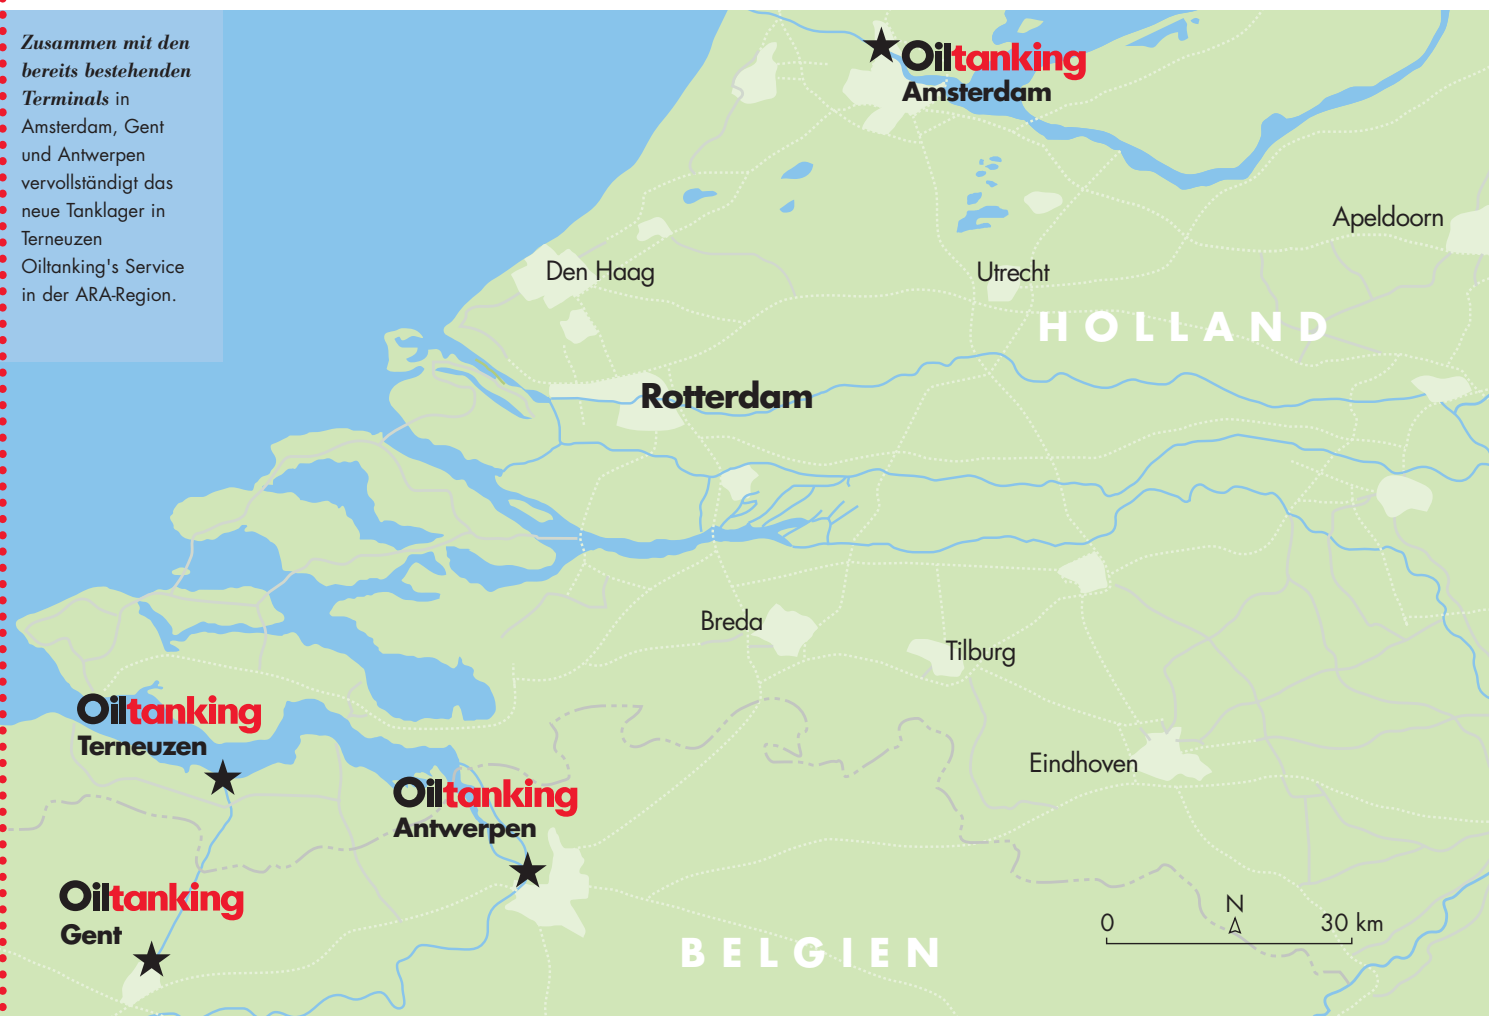 Zusammen mit den
bereits bestehenden
Terminals in
Amsterdam, Gent
und Antwerpen
vervollständigt das
neue Tanklager in
Terneuzen
Oiltanking's Service
in der ARA-Region.
Oiltanking
Amsterdam
Apeldoorn
Den Haag
Utrecht
HOLLAND
Rotterdam
Breda
Tilburg
Oiltanking
Terneuzen
Eindhoven
Oiltanking
Antwerpen
Oiltanking
Gent
BELGIEN
N
0 30 km